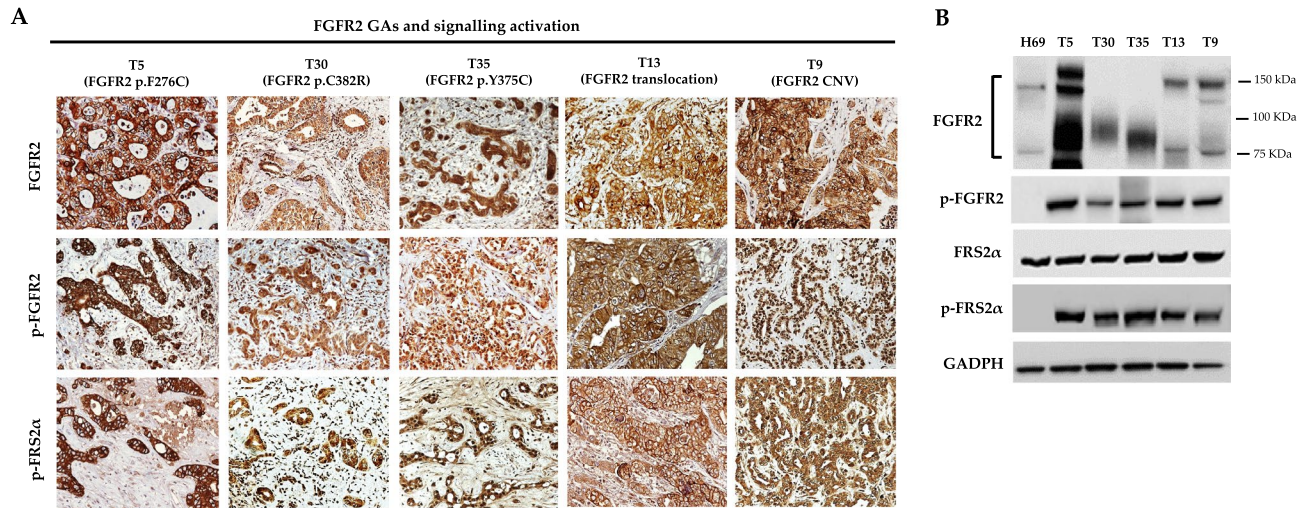 A
FGFR2 GAs and signalling activation
T5
(FGFR2 p.F276C)
T30
(FGFR2 p.C382R)
T35
(FGFR2 p.Y375C)
T13
(FGFR2 translocation)
T9
(FGFR2 CNV)
FGFR2
p-FGFR2
p-FRS2α
B
H69 T5 T30 T35 T13 T9
FGFR2
150 kDa
100 KDa
75 KDa
p-FGFR2
FRS2α
p-FRS2α
GADPH